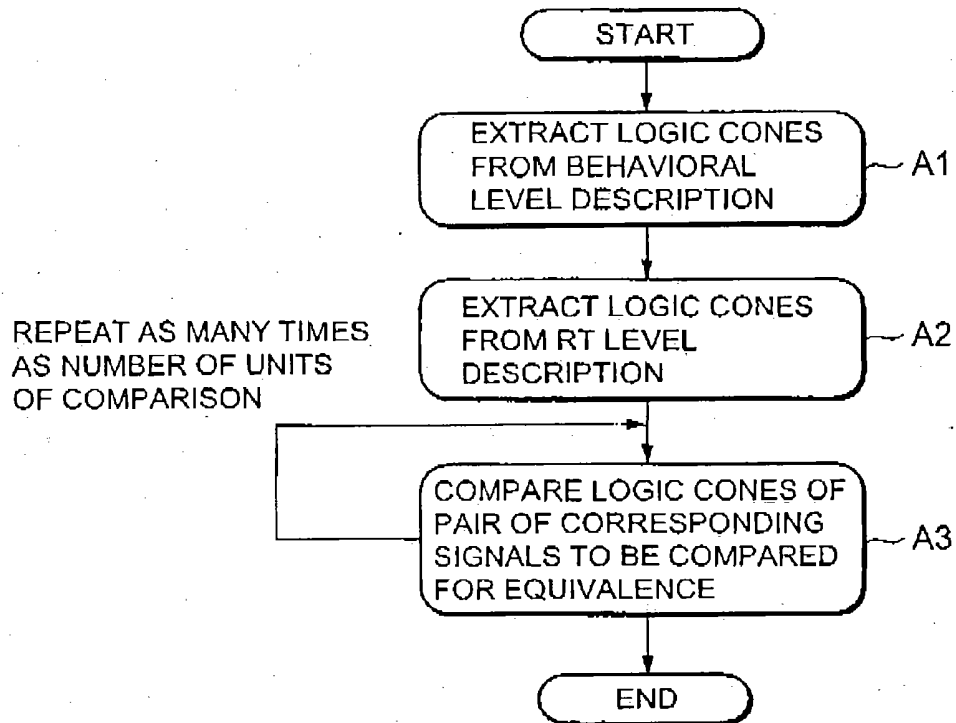 START
EXTRACT LOGIC CONES
FROM BEHAVIORAL
LEVEL DESCRIPTION
A1
EXTRACT LOGIC CONES
FROM RT LEVEL
DESCRIPTION
A2
REPEAT AS MANY TIMES
AS NUMBER OF UNITS
OF COMPARISON
COMPARE LOGIC CONES OF
PAIR OF CORRESPONDING
SIGNALS TO BE COMPARED
FOR EQUIVALENCE
A3
END